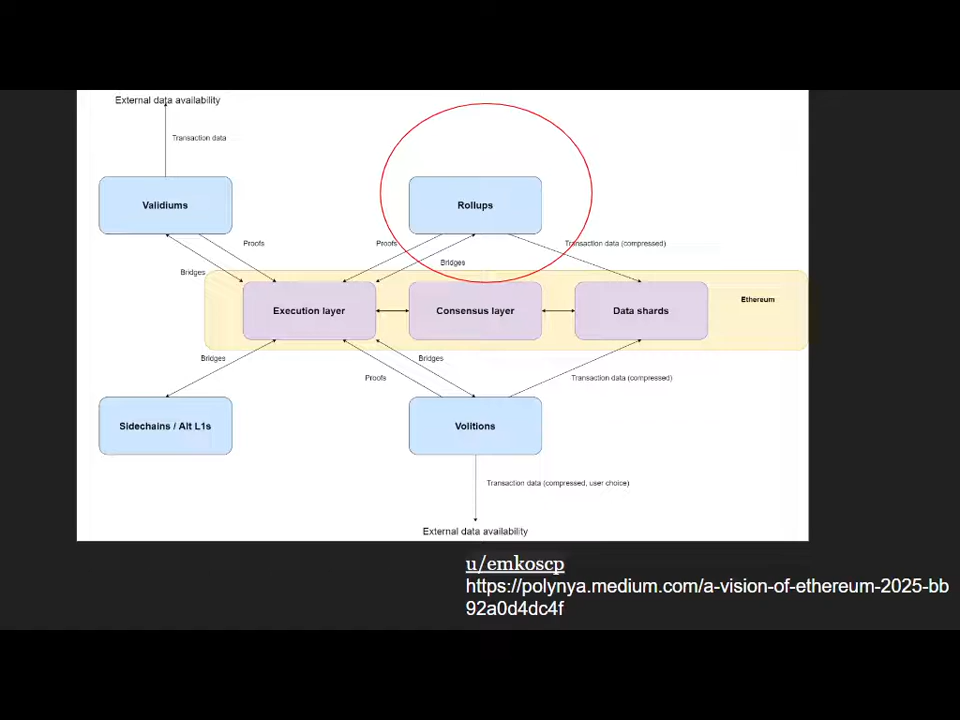 External data availability
Transaction data
Validiums
Rollups
Proofs
Proofs
Transaction data (compressed)
Bridges
Bridges
Ethereum
Execution layer
Consensus layer
Data shards
Bridges
Bridges
Proofs
Transaction data (compressed)
Sidechains / Alt L1s
Volitions
Transaction data (compressed, user choice)
External data availability
u/emkoscp
https://polynya.medium.com/a-vision-of-ethereum-2025-bb
92a0d4dc4f